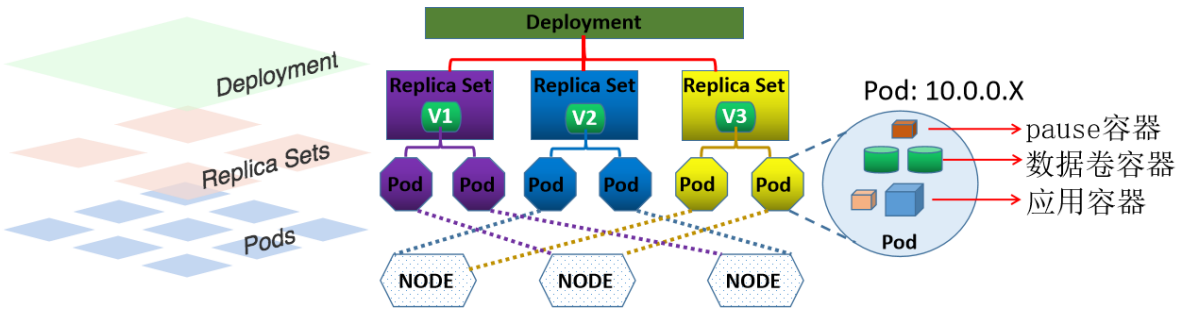 Deployment
Replica Sets
Pods
Deployment
Replica Set
Replica Set
Replica Set
V1
V2
V3
Pod
Pod
Pod
Pod
Pod
Pod
NODE
NODE
NODE
Pod: 10.0.0.X
pause容器
数据卷容器
应用容器
Pod